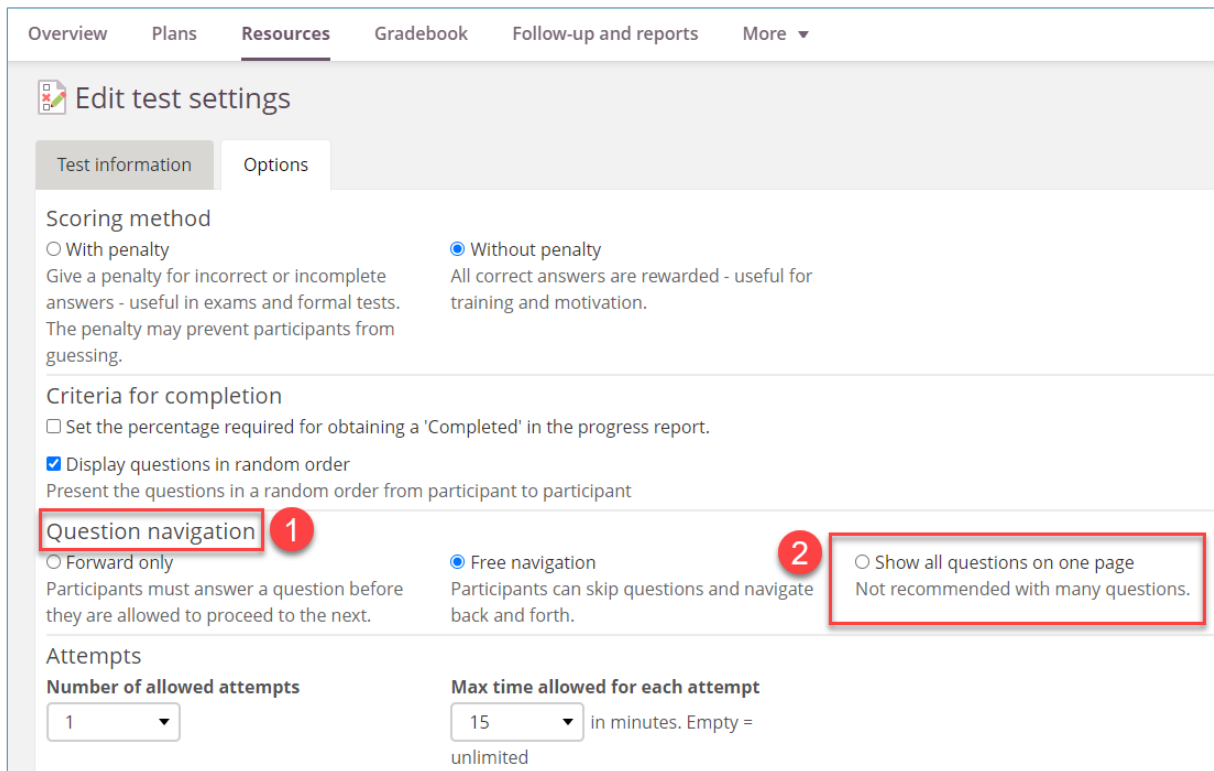 Overview Plans Resources Gradebook Follow-up and reports More
Edit test settings
Test information Options
Scoring method
With penalty
Give a penalty for incorrect or incomplete
answers - useful in exams and formal tests.
The penalty may prevent participants from
guessing.
Without penalty
All correct answers are rewarded - useful for
training and motivation.
Criteria for completion
Set the percentage required for obtaining a 'Completed' in the progress report.
Display questions in random order
Present the questions in a random order from participant to participant
Question navigation 1
Forward only
Participants must answer a question before
they are allowed to proceed to the next.
Free navigation
Participants can skip questions and navigate
back and forth.
2
Show all questions on one page
Not recommended with many questions.
Attempts
Number of allowed attempts
1
Max time allowed for each attempt
15 in minutes. Empty =
unlimited